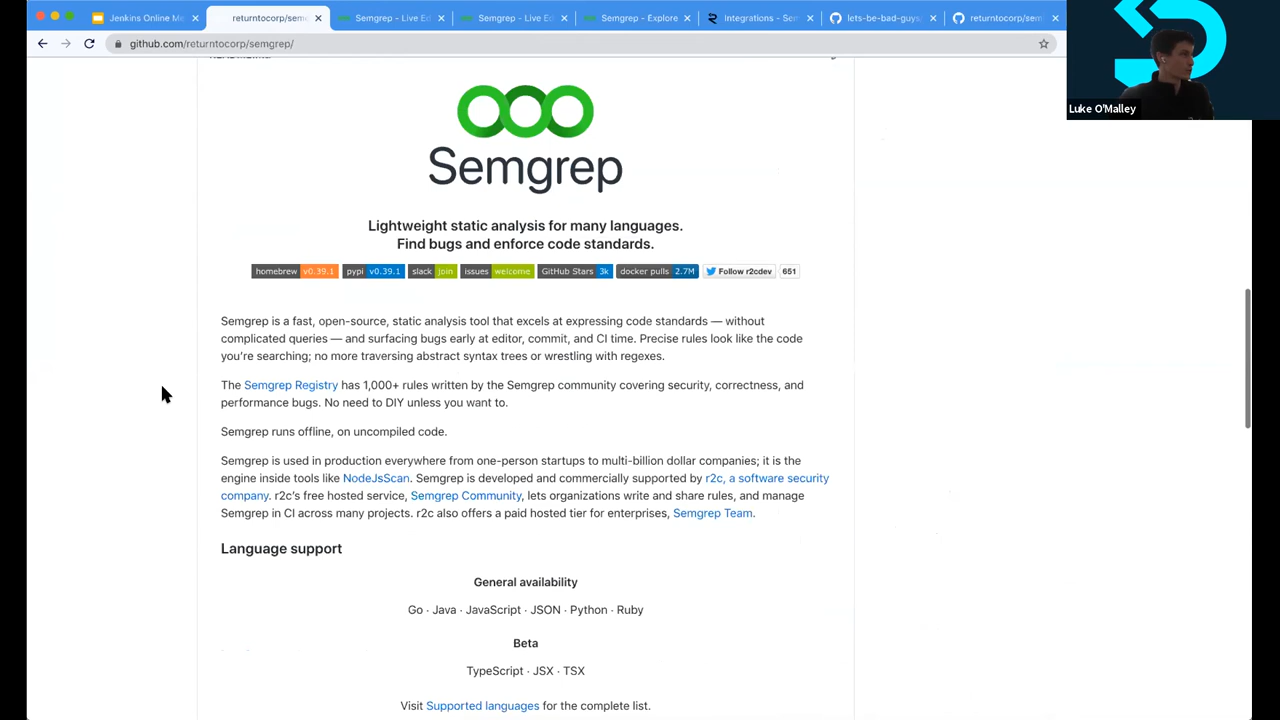 Jenkins Online Me
returntocorp/sem
Semgrep - Live Ed
Semgrep - Live Ed
Semgrep - Explore
Integrations - Sem
lets-be-bad-guys/
returntocorp/sem
github.com/returntocorp/semgrep/
Luke O'Malley
Semgrep
Lightweight static analysis for many languages.
Find bugs and enforce code standards.
homebrew v0.39.1 pypi v0.39.1 slack join issues welcome GitHub Stars 3k docker pulls 2.7M Follow r2cdev 651
Semgrep is a fast, open-source, static analysis tool that excels at expressing code standards — without
complicated queries — and surfacing bugs early at editor, commit, and CI time. Precise rules look like the code
you're searching; no more traversing abstract syntax trees or wrestling with regexes.
The Semgrep Registry has 1,000+ rules written by the Semgrep community covering security, correctness, and
performance bugs. No need to DIY unless you want to.
Semgrep runs offline, on uncompiled code.
Semgrep is used in production everywhere from one-person startups to multi-billion dollar companies; it is the
engine inside tools like NodeJsScan. Semgrep is developed and commercially supported by r2c, a software security
company. r2c's free hosted service, Semgrep Community, lets organizations write and share rules, and manage
Semgrep in CI across many projects. r2c also offers a paid hosted tier for enterprises, Semgrep Team.
Language support
General availability
Go · Java · JavaScript · JSON · Python · Ruby
Beta
TypeScript · JSX · TSX
Visit Supported languages for the complete list.